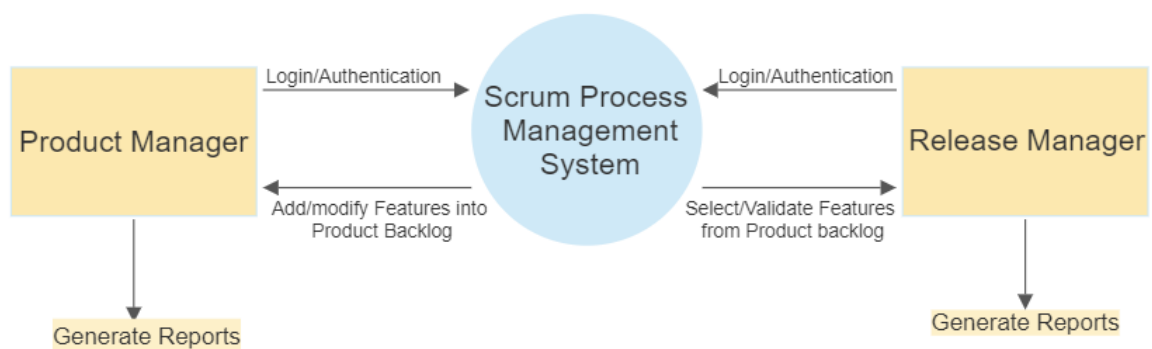 Login/Authentication
Product Manager
Add/modify Features into
Product Backlog
Generate Reports
Scrum Process
Management
System
Login/Authentication
Release Manager
Select/Validate Features
from Product backlog
Generate Reports